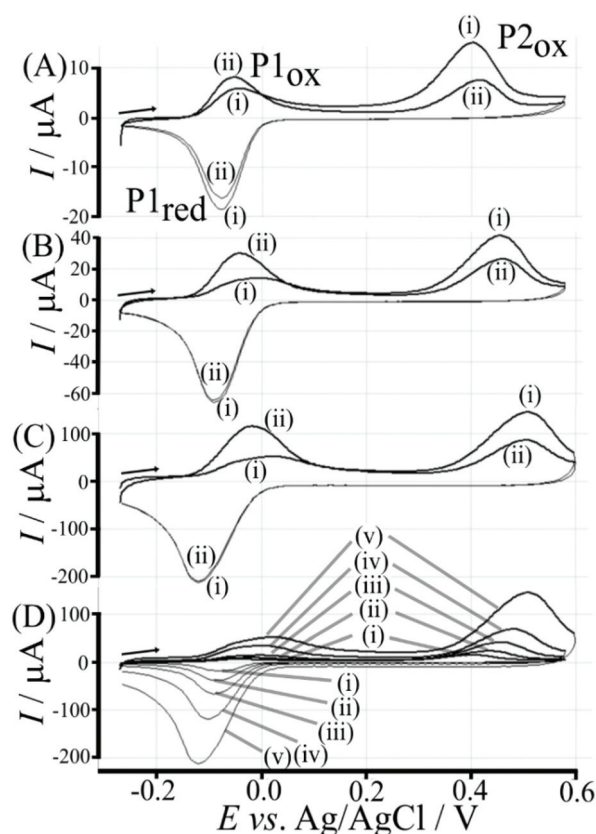 (A)
(i)
P2ox
(ii)
P1ox
10
(i)
(ii)
0
I / µA
-10
(ii)
P1red
(i)
-20
(B)
40
(i)
(ii)
20
(i)
(ii)
0
I / µA
-20
-40
(ii)
-60
(i)
(C)
100
(i)
(ii)
(i)
(ii)
0
I / µA
-100
(ii)
-200
(i)
(D)
(v)
(iv)
100
(iii)
(ii)
(i)
0
I / µA
(i)
(ii)
-100
(iii)
-200
(v)
(iv)
-0.2 0.0 0.2 0.4 0.6
E vs. Ag/AgCl / V